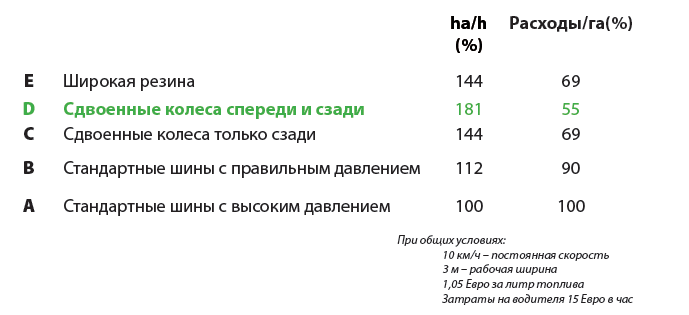 ha/h Расходы/га(%)
(%)
E Широкая резина 144 69
D Сдвоенные колеса спереди и сзади 181 55
C Сдвоенные колеса только сзади 144 69
B Стандартные шины с правильным давлением 112 90
A Стандартные шины с высоким давлением 100 100
При общих условиях:
10 км/ч – постоянная скорость
3 м – рабочая ширина
1,05 Евро за литр топлива
Затраты на водителя 15 Евро в час